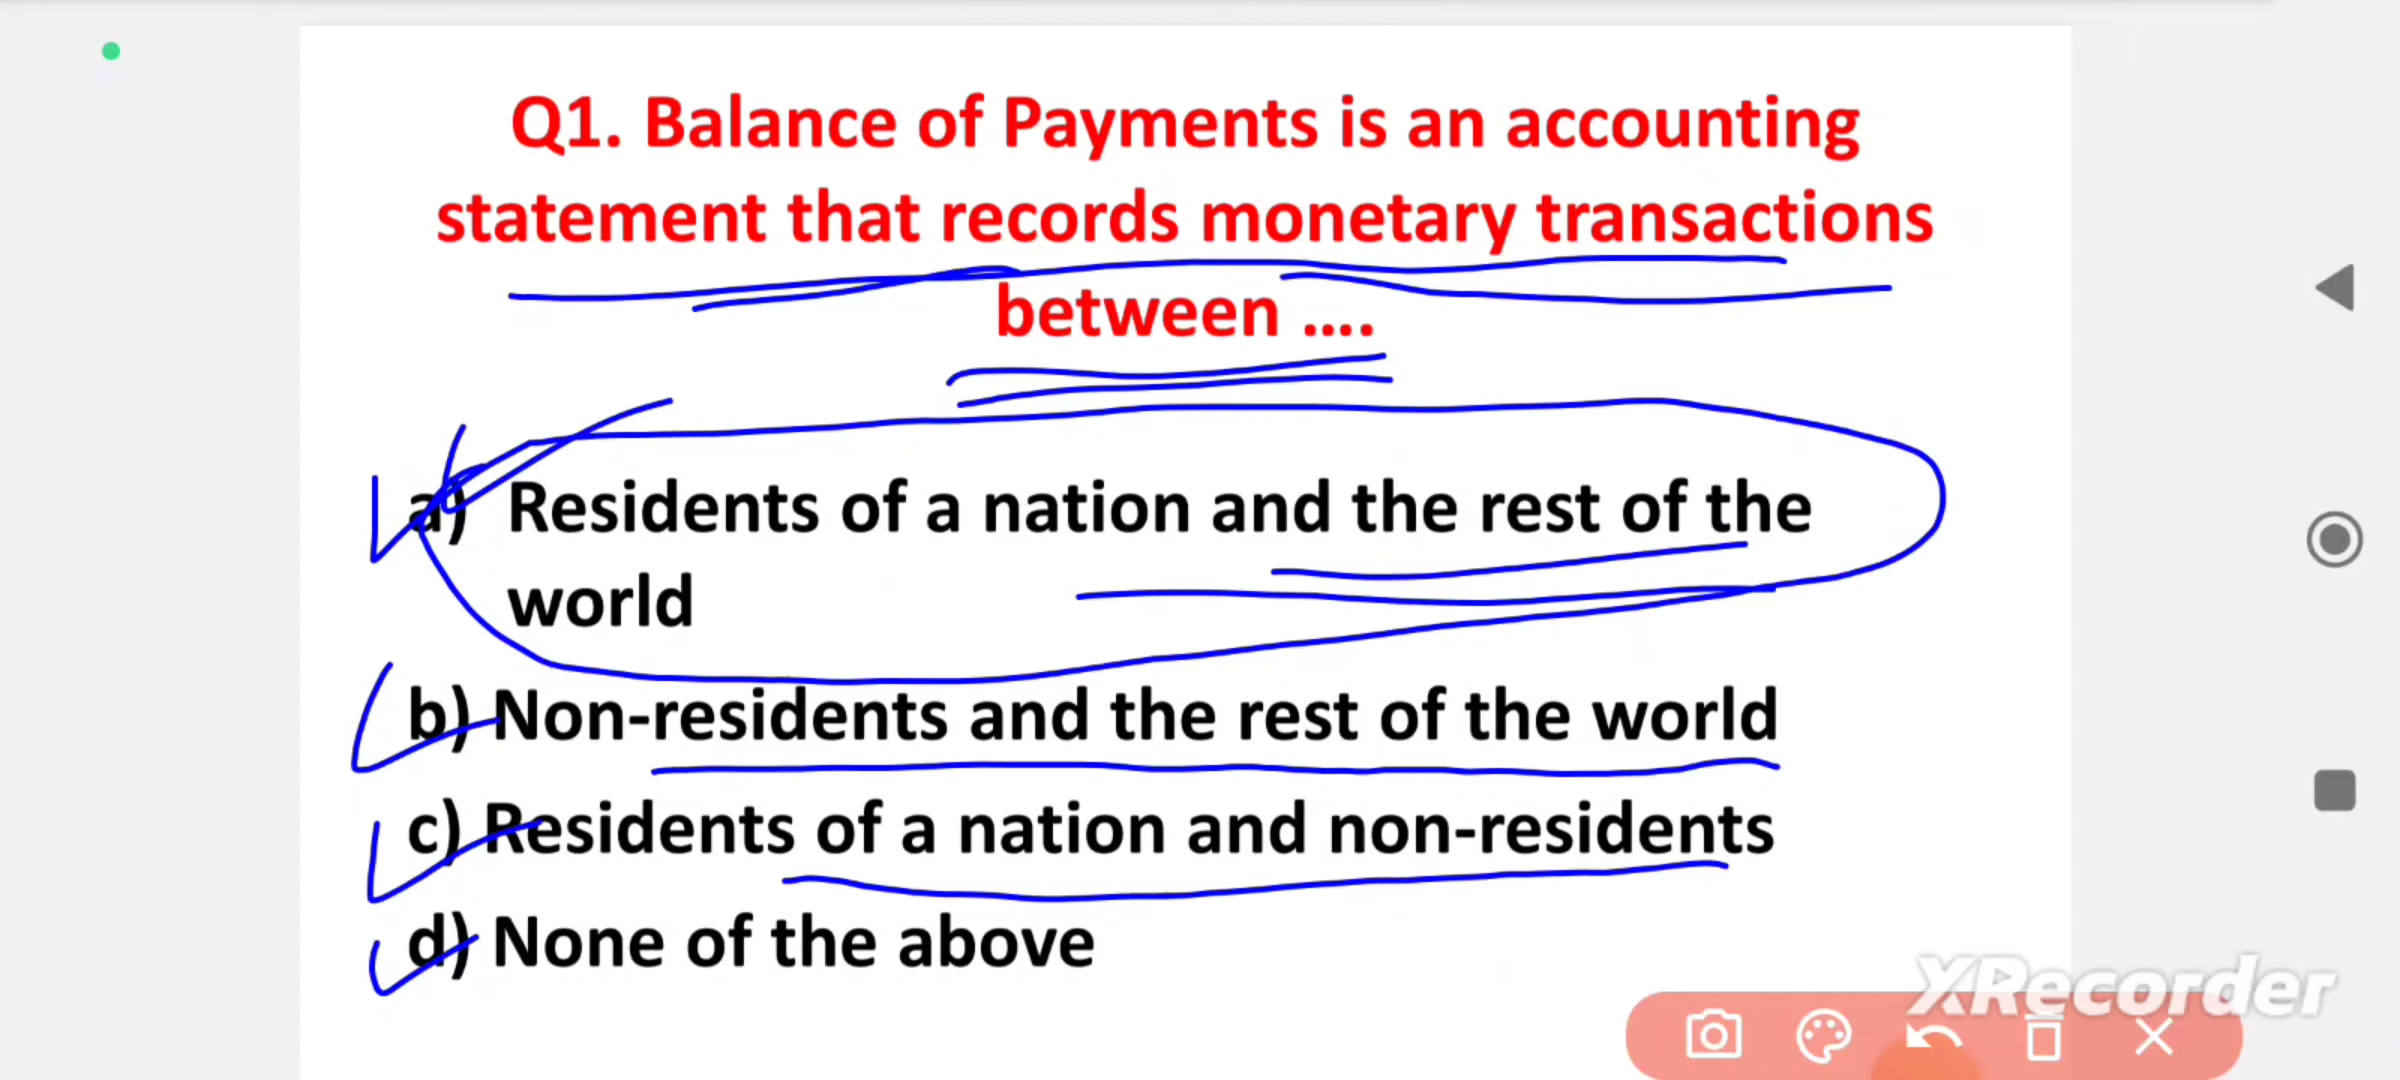 Q1. Balance of Payments is an accounting
statement that records monetary transactions
between ....
a) Residents of a nation and the rest of the
world
b) Non-residents and the rest of the world
c) Residents of a nation and non-residents
d) None of the above
XRecorder